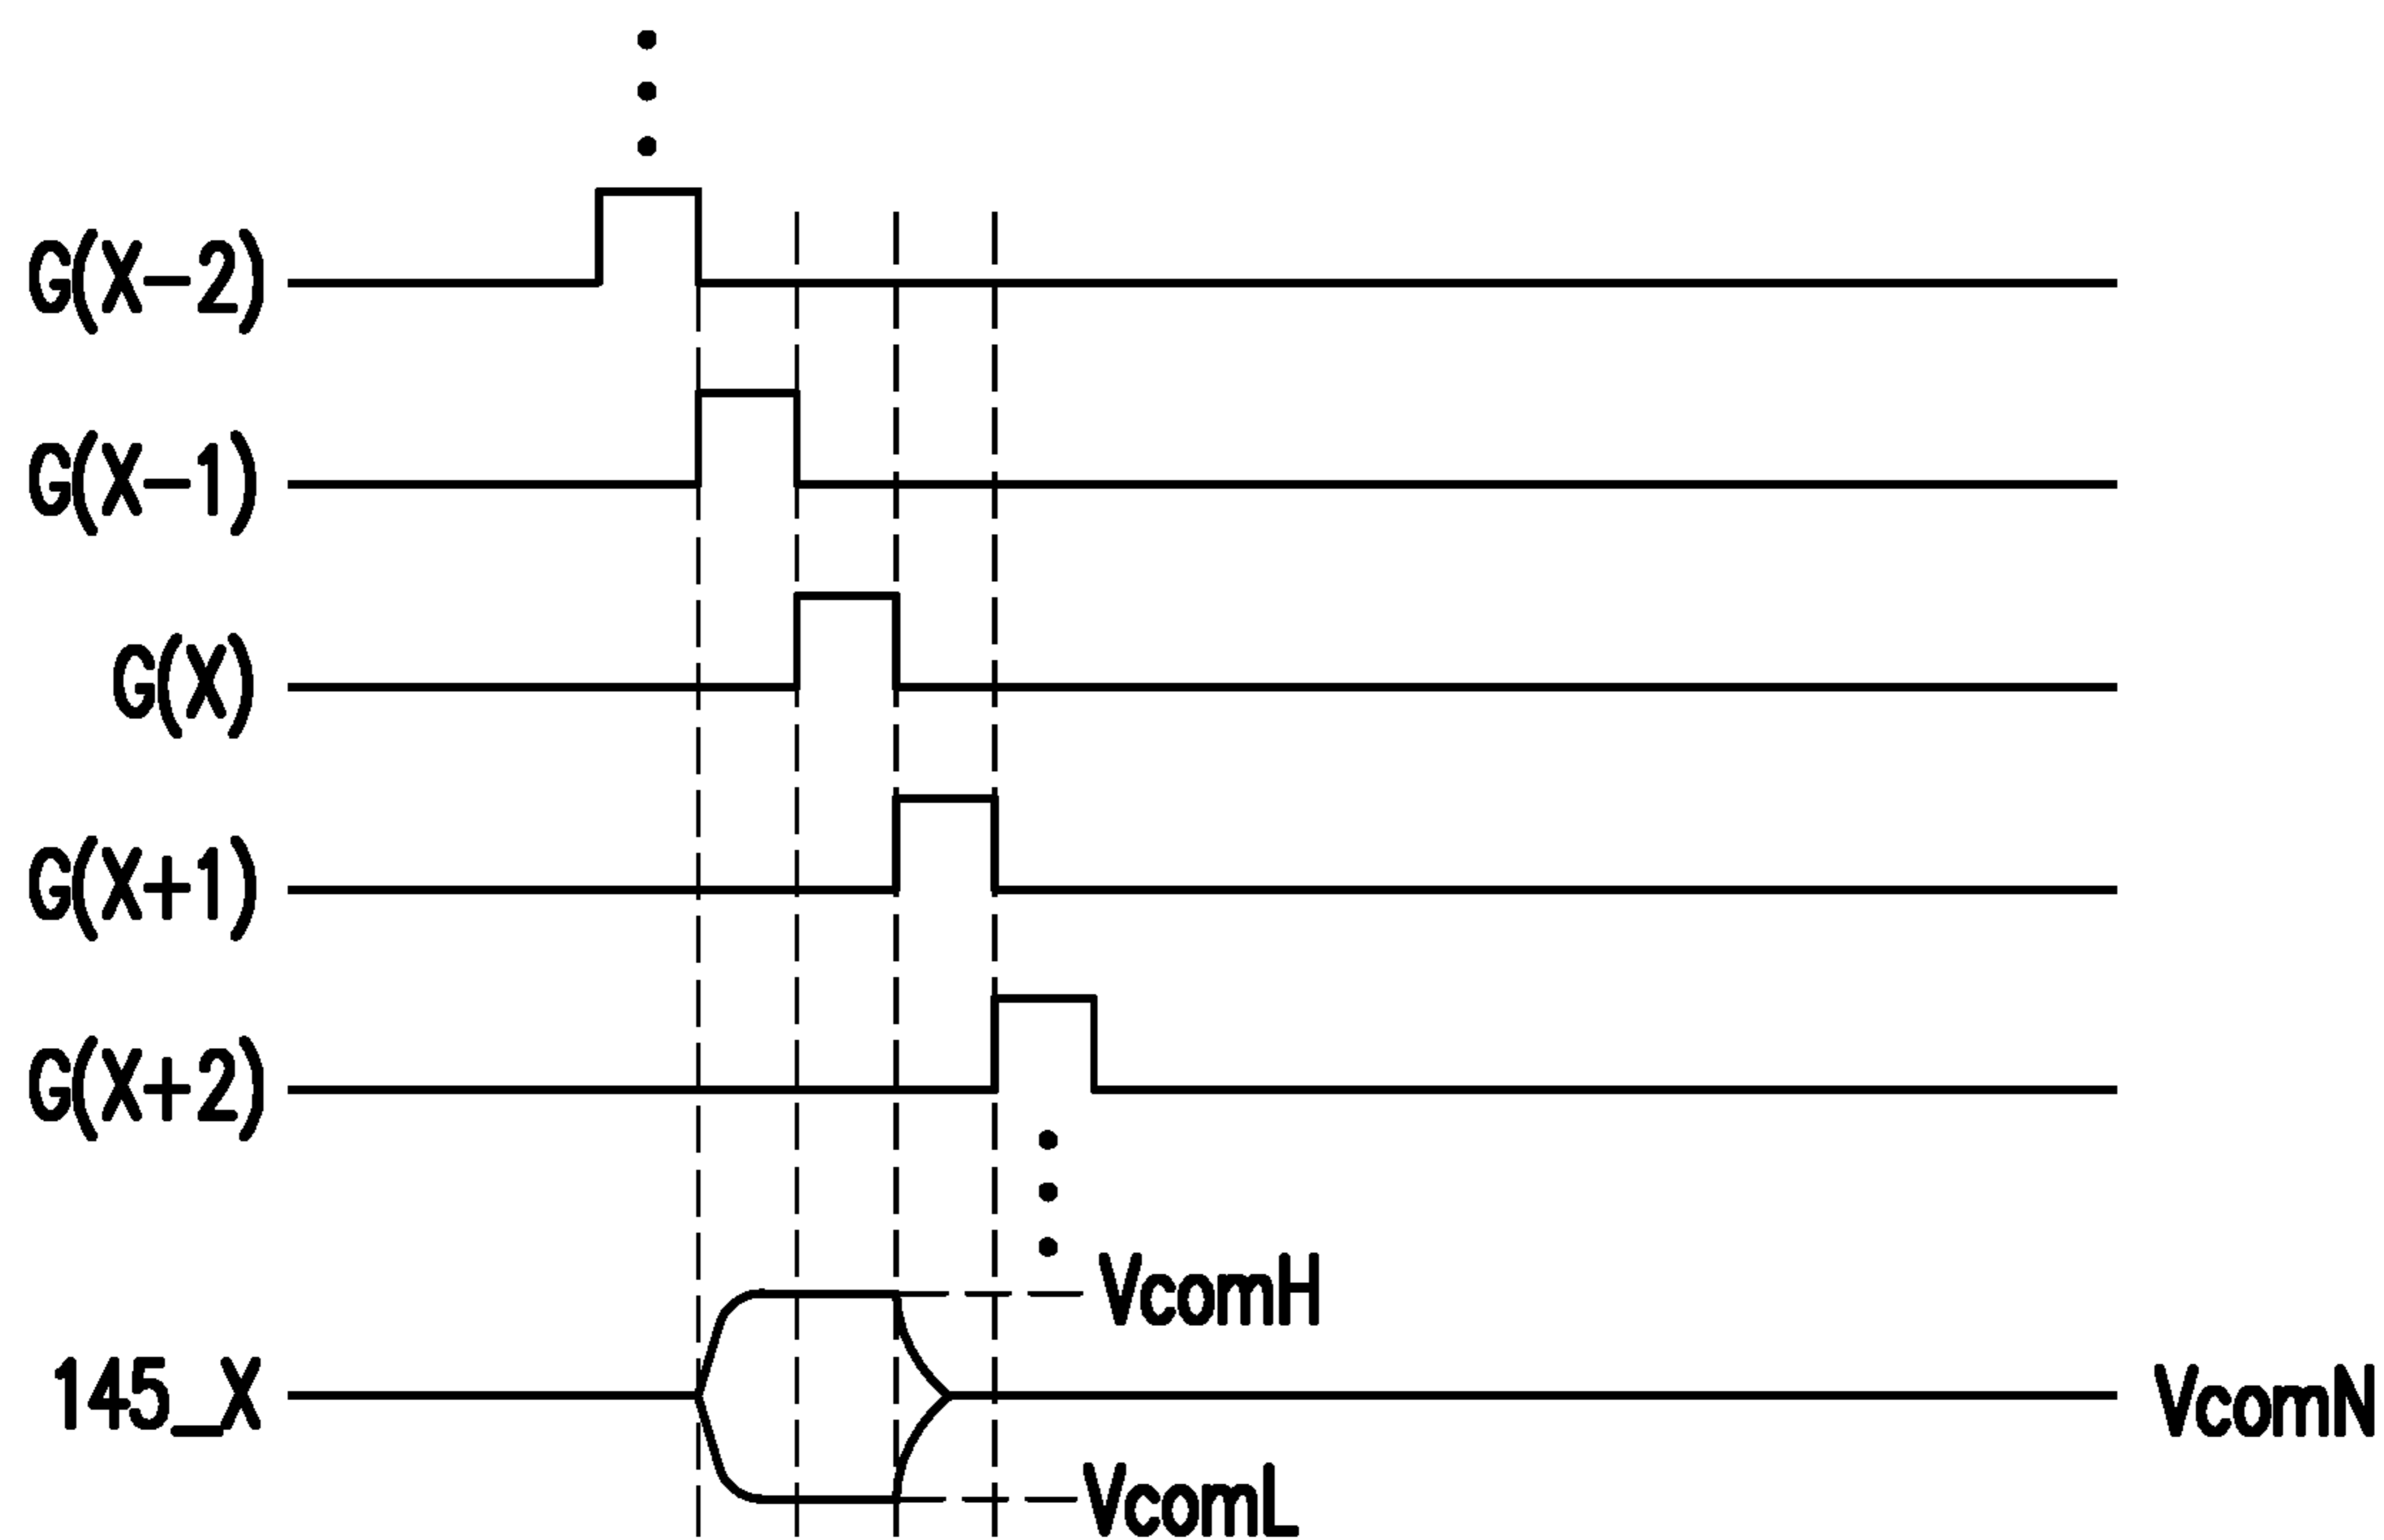 G(X-2)
G(X-1)
G(X)
G(X+1)
G(X+2)
VcomH
145_X
VcomN
VcomL